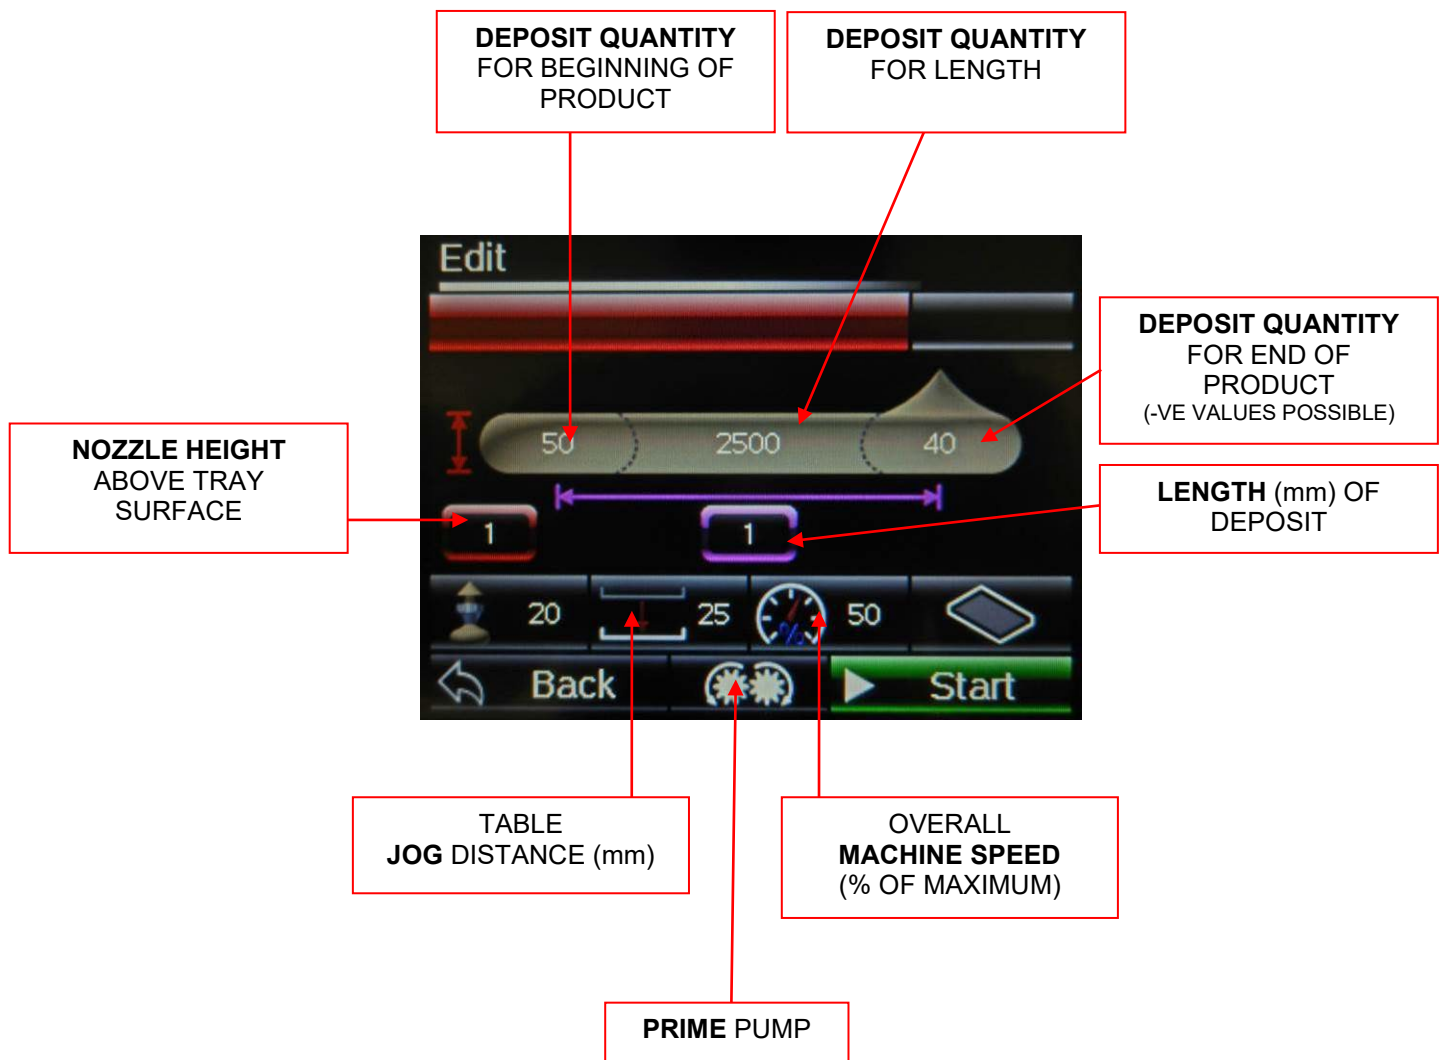 DEPOSIT QUANTITY
FOR BEGINNING OF
PRODUCT
DEPOSIT QUANTITY
FOR LENGTH
Edit
DEPOSIT QUANTITY
FOR END OF
PRODUCT
(-VE VALUES POSSIBLE)
NOZZLE HEIGHT
ABOVE TRAY
SURFACE
50 2500 40
LENGTH (mm) OF
DEPOSIT
1 1
20 25 % 50
Back Start
TABLE
JOG DISTANCE (mm)
OVERALL
MACHINE SPEED
(% OF MAXIMUM)
PRIME PUMP